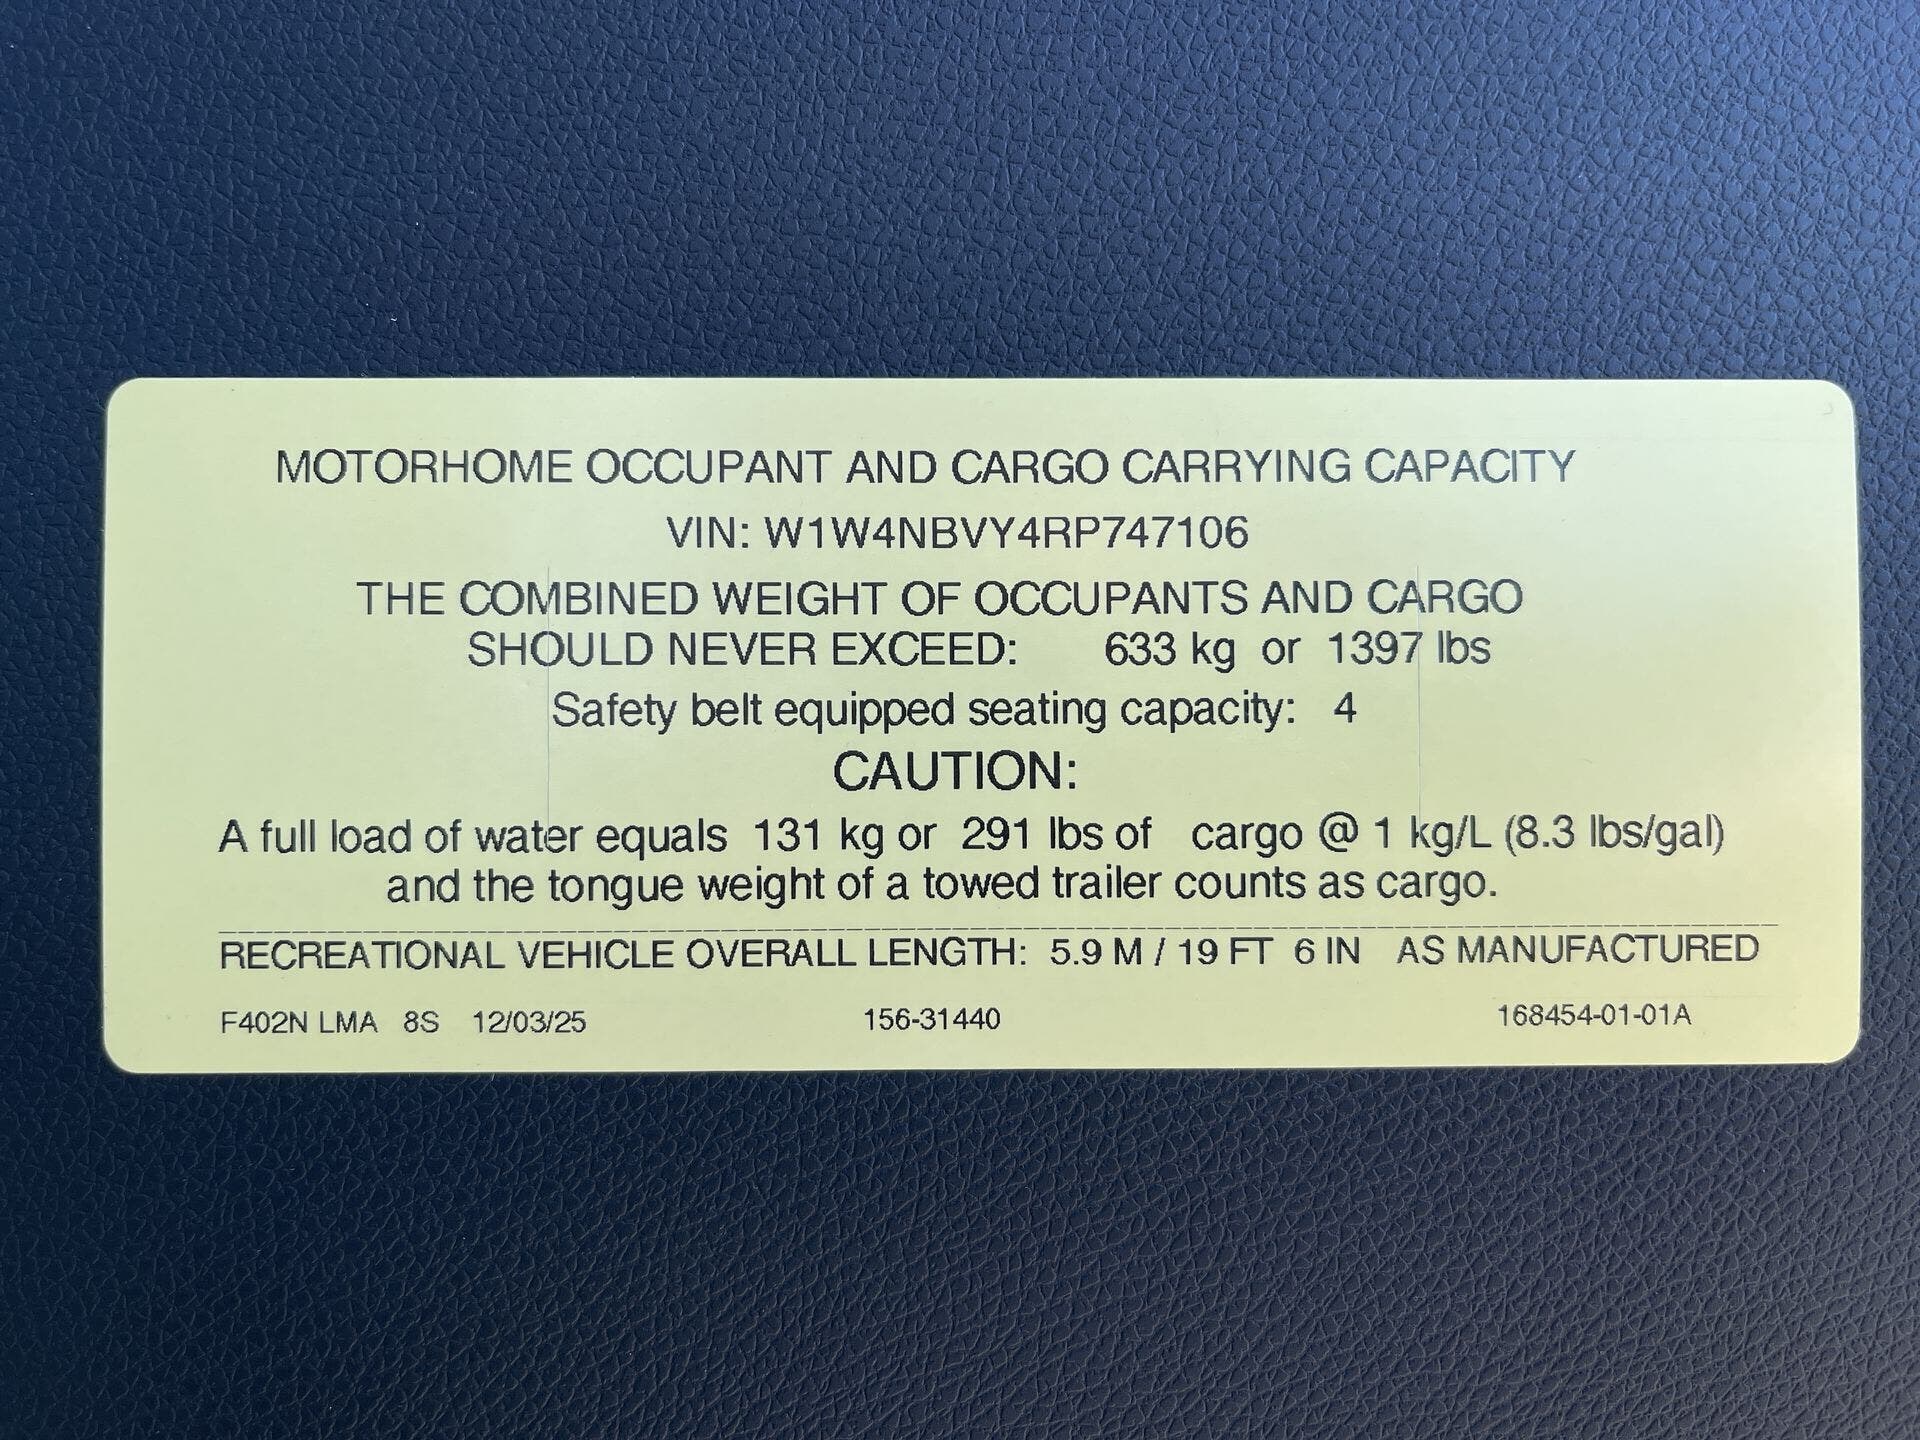 MOTORHOME OCCUPANT AND CARGO CARRYING CAPACITY
VIN: W1W4NBVY4RP747106
THE COMBINED WEIGHT OF OCCUPANTS AND CARGO
SHOULD NEVER EXCEED: 633 kg or 1397 lbs
Safety belt equipped seating capacity: 4
CAUTION:
A full load of water equals 131 kg or 291 lbs of cargo @ 1 kg/L (8.3 lbs/gal)
and the tongue weight of a towed trailer counts as cargo.
RECREATIONAL VEHICLE OVERALL LENGTH: 5.9 M / 19 FT 6 IN AS MANUFACTURED
F402N LMA 8S 12/03/25 156-31440 168454-01-01A